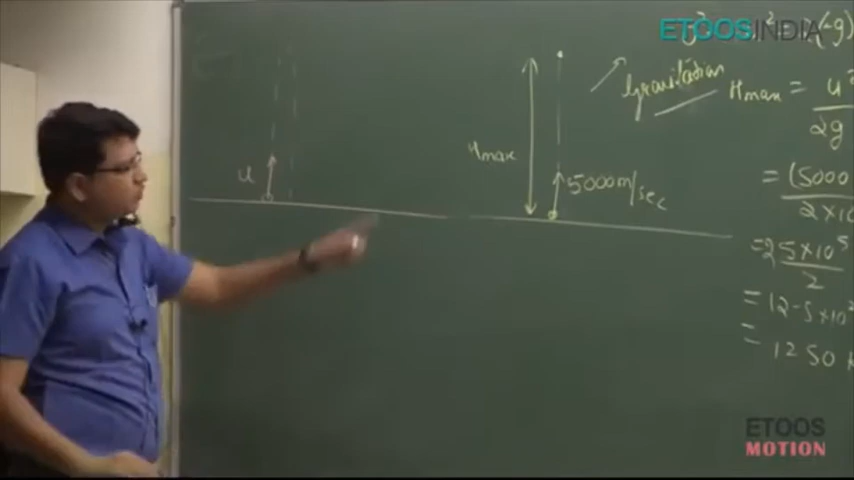 ETOOSINDIA
(-g)
Gravitation
Hmax =
u²
2g
u
Hmax
5000m/sec
= (5000
2×10
= 25×10⁵
2
= 12.5×10²
= 1250 k
ETOOS
MOTION